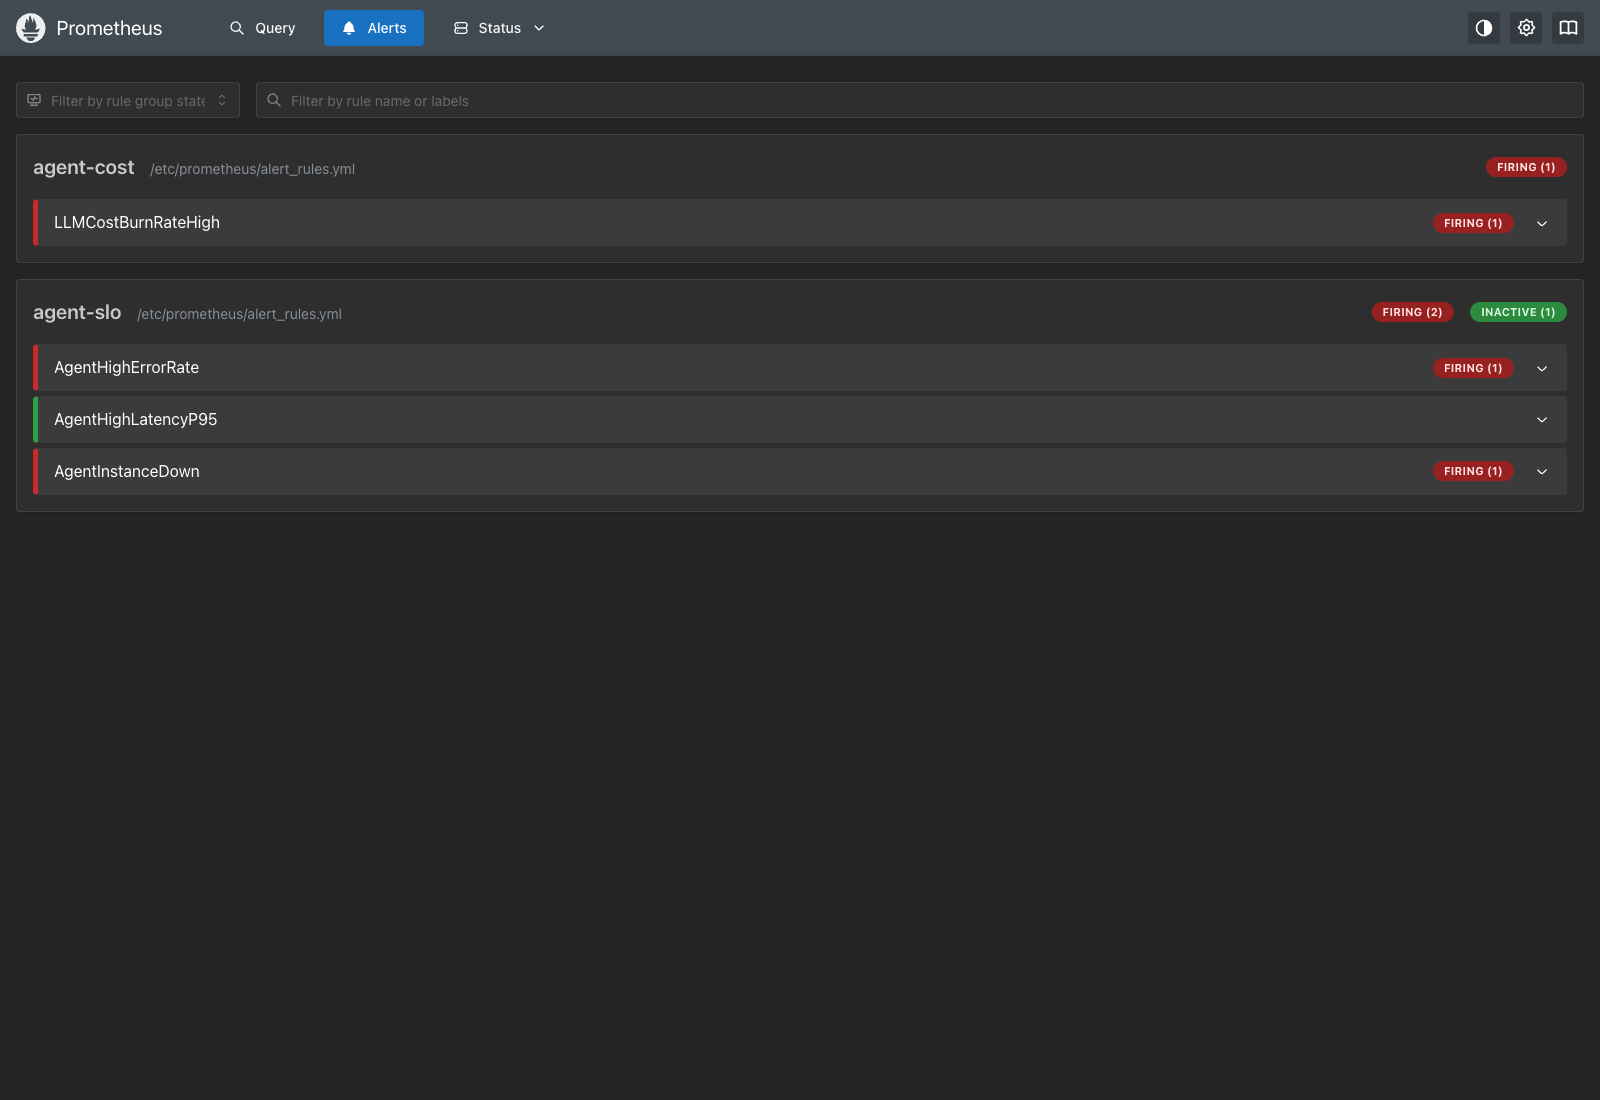 Prometheus
Query
Alerts
Status
Filter by rule group state
Filter by rule name or labels
agent-cost /etc/prometheus/alert_rules.yml FIRING (1)
LLMCostBurnRateHigh FIRING (1)
agent-slo /etc/prometheus/alert_rules.yml FIRING (2) INACTIVE (1)
AgentHighErrorRate FIRING (1)
AgentHighLatencyP95
AgentInstanceDown FIRING (1)